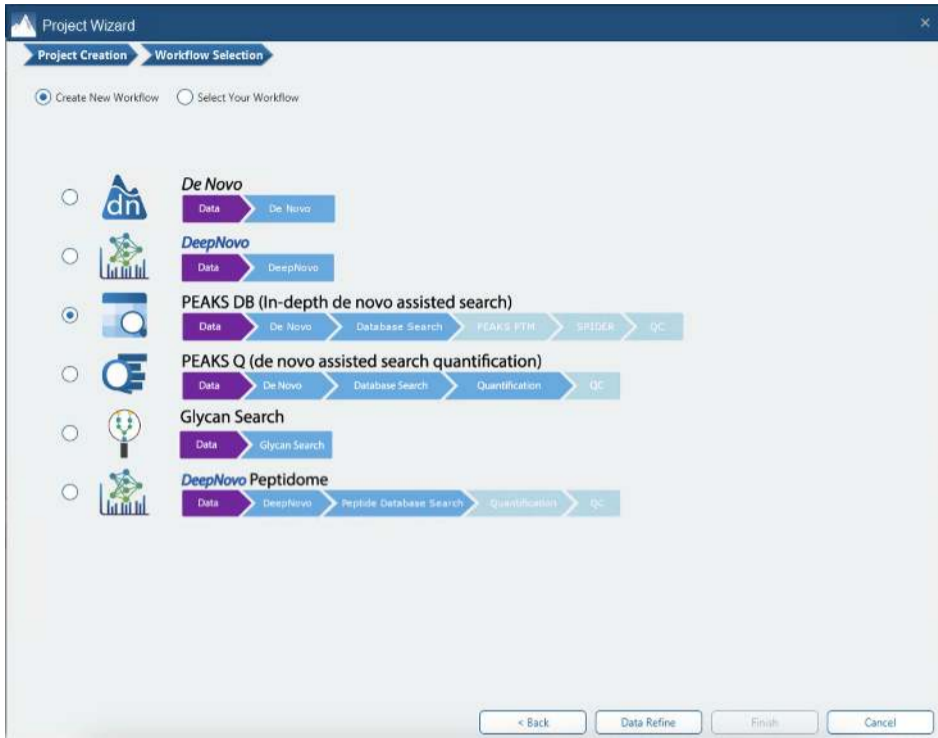 Project Wizard
Project Creation Workflow Selection
Create New Workflow Select Your Workflow
De Novo
dn
Data De Novo
DeepNovo
Data DeepNovo
PEAKS DB (In-depth de novo assisted search)
Data De Novo Database Search PEAKS PTM SPIDER QC
PEAKS Q (de novo assisted search quantification)
Data De Novo Database Search Quantification QC
Glycan Search
Data Glycan Search
DeepNovo Peptidome
Data DeepNovo Peptide Database Search Quantification QC
< Back Data Refine Finish Cancel